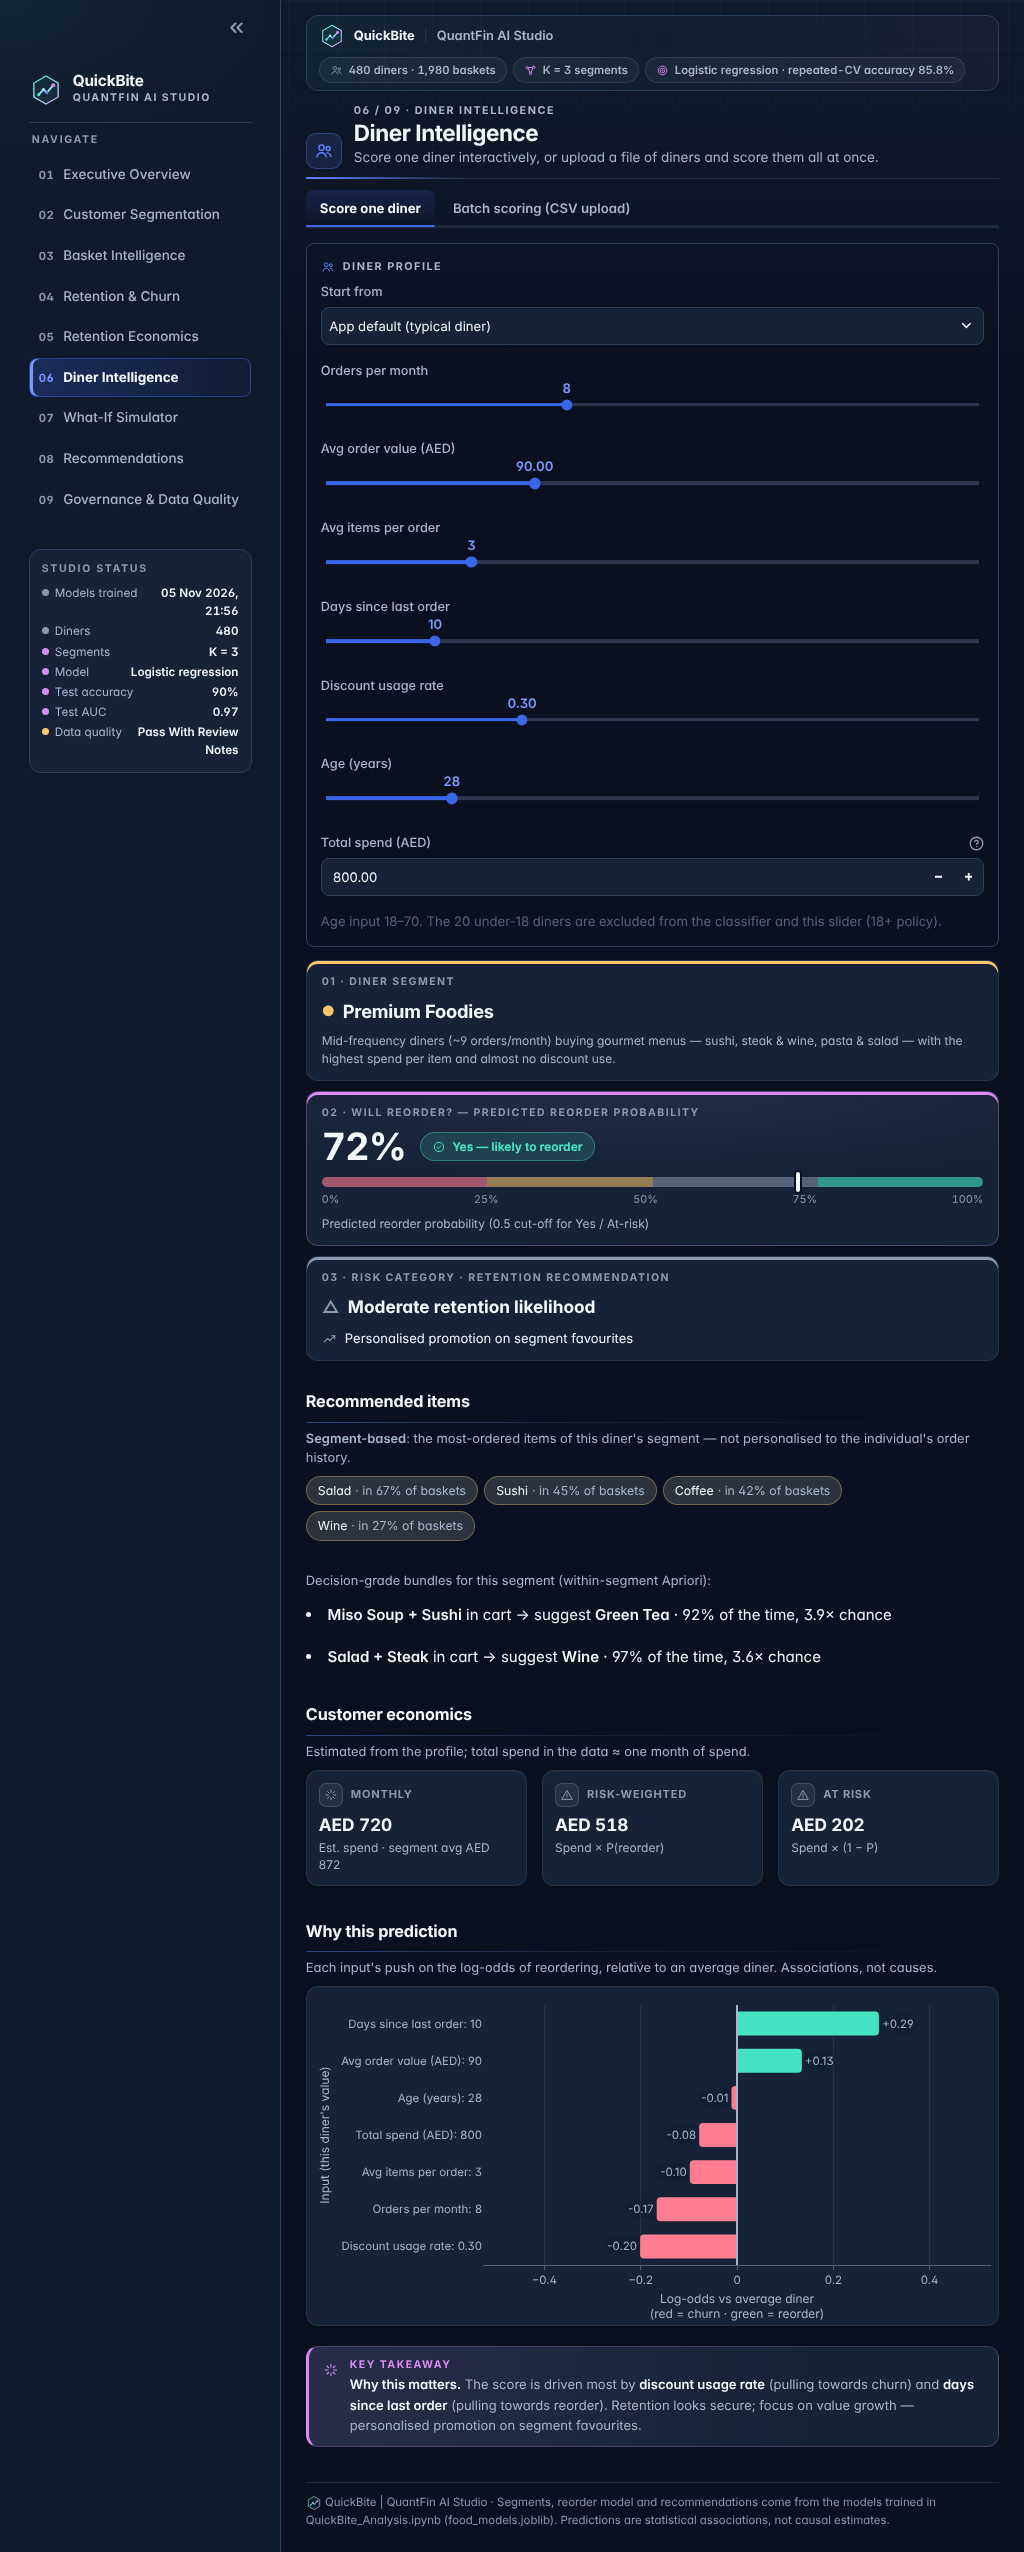 QuickBite
QUANTFIN AI STUDIO
NAVIGATE
01 Executive Overview
02 Customer Segmentation
03 Basket Intelligence
04 Retention & Churn
05 Retention Economics
06 Diner Intelligence
07 What-If Simulator
08 Recommendations
09 Governance & Data Quality
STUDIO STATUS
Models trained 05 Nov 2026,
21:56
Diners 480
Segments K = 3
Model Logistic regression
Test accuracy 90%
Test AUC 0.97
Data quality Pass With Review
Notes
QuickBite QuantFin AI Studio
480 diners · 1,980 baskets K = 3 segments Logistic regression · repeated-CV accuracy 85.8%
06 / 09 · DINER INTELLIGENCE
Diner Intelligence
Score one diner interactively, or upload a file of diners and score them all at once.
Score one diner Batch scoring (CSV upload)
DINER PROFILE
Start from
App default (typical diner)
Orders per month
8
Avg order value (AED)
90.00
Avg items per order
3
Days since last order
10
Discount usage rate
0.30
Age (years)
28
Total spend (AED)
800.00
Age input 18–70. The 20 under-18 diners are excluded from the classifier and this slider (18+ policy).
01 · DINER SEGMENT
Premium Foodies
Mid-frequency diners (~9 orders/month) buying gourmet menus — sushi, steak & wine, pasta & salad — with the
highest spend per item and almost no discount use.
02 · WILL REORDER? — PREDICTED REORDER PROBABILITY
72% Yes — likely to reorder
0% 25% 50% 75% 100%
Predicted reorder probability (0.5 cut-off for Yes / At-risk)
03 · RISK CATEGORY · RETENTION RECOMMENDATION
Moderate retention likelihood
Personalised promotion on segment favourites
Recommended items
Segment-based: the most-ordered items of this diner's segment — not personalised to the individual's order
history.
Salad · in 67% of baskets Sushi · in 45% of baskets Coffee · in 42% of baskets
Wine · in 27% of baskets
Decision-grade bundles for this segment (within-segment Apriori):
• Miso Soup + Sushi in cart → suggest Green Tea · 92% of the time, 3.9× chance
• Salad + Steak in cart → suggest Wine · 97% of the time, 3.6× chance
Customer economics
Estimated from the profile; total spend in the data ≈ one month of spend.
MONTHLY
AED 720
Est. spend · segment avg AED
872
RISK-WEIGHTED
AED 518
Spend × P(reorder)
AT RISK
AED 202
Spend × (1 − P)
Why this prediction
Each input's push on the log-odds of reordering, relative to an average diner. Associations, not causes.
Input (this diner's value)
Days since last order: 10 +0.29
Avg order value (AED): 90 +0.13
Age (years): 28 -0.01
Total spend (AED): 800 -0.08
Avg items per order: 3 -0.10
Orders per month: 8 -0.17
Discount usage rate: 0.30 -0.20
−0.4 −0.2 0 0.2 0.4
Log-odds vs average diner
(red = churn · green = reorder)
KEY TAKEAWAY
Why this matters. The score is driven most by discount usage rate (pulling towards churn) and days
since last order (pulling towards reorder). Retention looks secure; focus on value growth —
personalised promotion on segment favourites.
QuickBite | QuantFin AI Studio · Segments, reorder model and recommendations come from the models trained in
QuickBite_Analysis.ipynb (food_models.joblib). Predictions are statistical associations, not causal estimates.